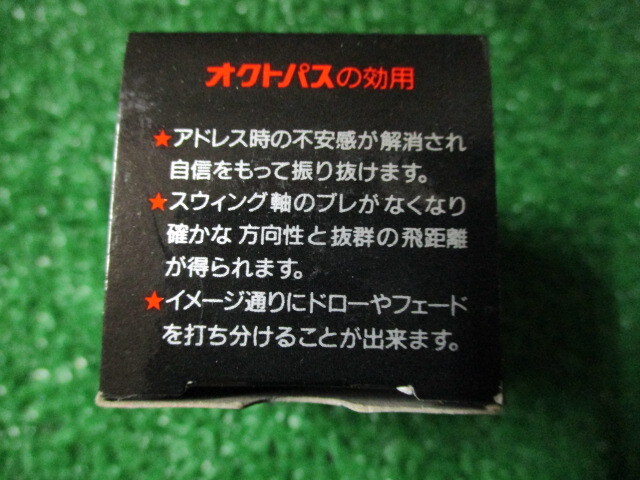 オクトパスの効用
★アドレス時の不安感が解消され
自信をもって振り抜けます。
★スウィング軸のブレがなくなり
確かな方向性と抜群の飛距離
が得られます。
★イメージ通りにドローやフェード
を打ち分けることが出来ます。